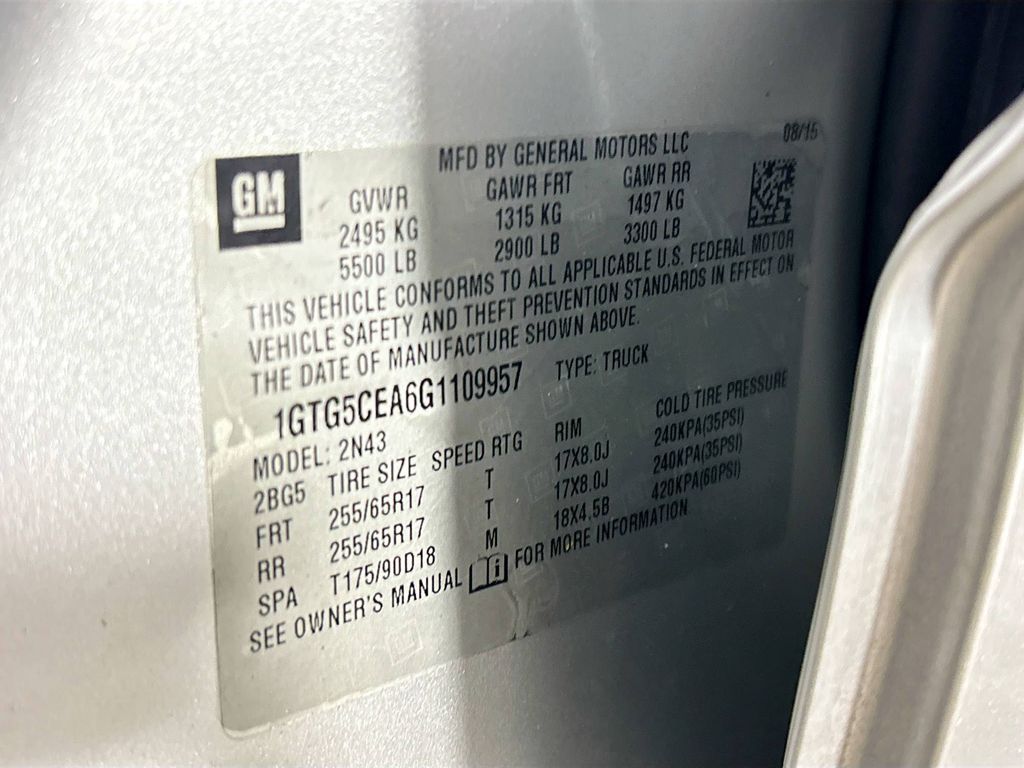 GM
MFD BY GENERAL MOTORS LLC 08/15
GVWR GAWR FRT GAWR RR
2495 KG 1315 KG 1497 KG
5500 LB 2900 LB 3300 LB
THIS VEHICLE CONFORMS TO ALL APPLICABLE U.S. FEDERAL MOTOR
VEHICLE SAFETY AND THEFT PREVENTION STANDARDS IN EFFECT ON
THE DATE OF MANUFACTURE SHOWN ABOVE.
1GTG5CEA6G1109957 TYPE: TRUCK
MODEL: 2N43
2BG5 TIRE SIZE SPEED RTG RIM COLD TIRE PRESSURE
FRT 255/65R17 T 17X8.0J 240KPA(35PSI)
RR 255/65R17 T 17X8.0J 240KPA(35PSI)
SPA T175/90D18 M 18X4.5B 420KPA(60PSI)
SEE OWNER'S MANUAL i FOR MORE INFORMATION